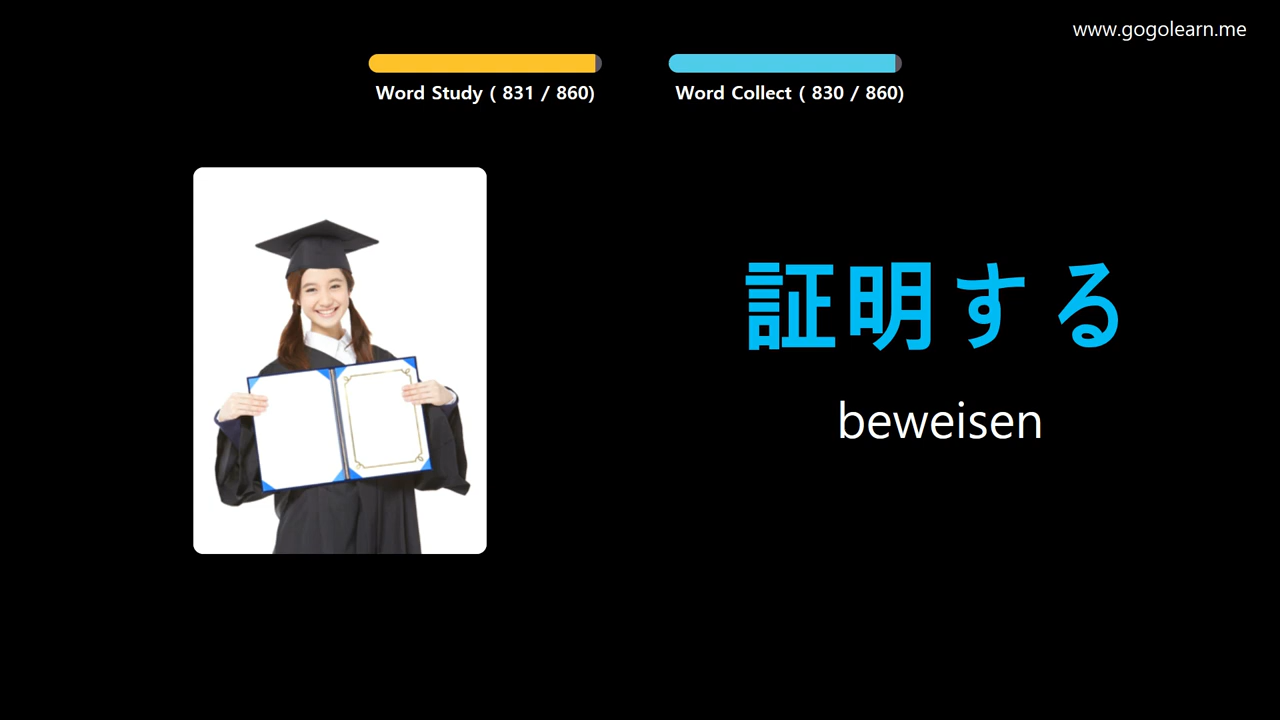 www.gogolearn.me
Word Study ( 831 / 860)
Word Collect ( 830 / 860)
証明する
beweisen